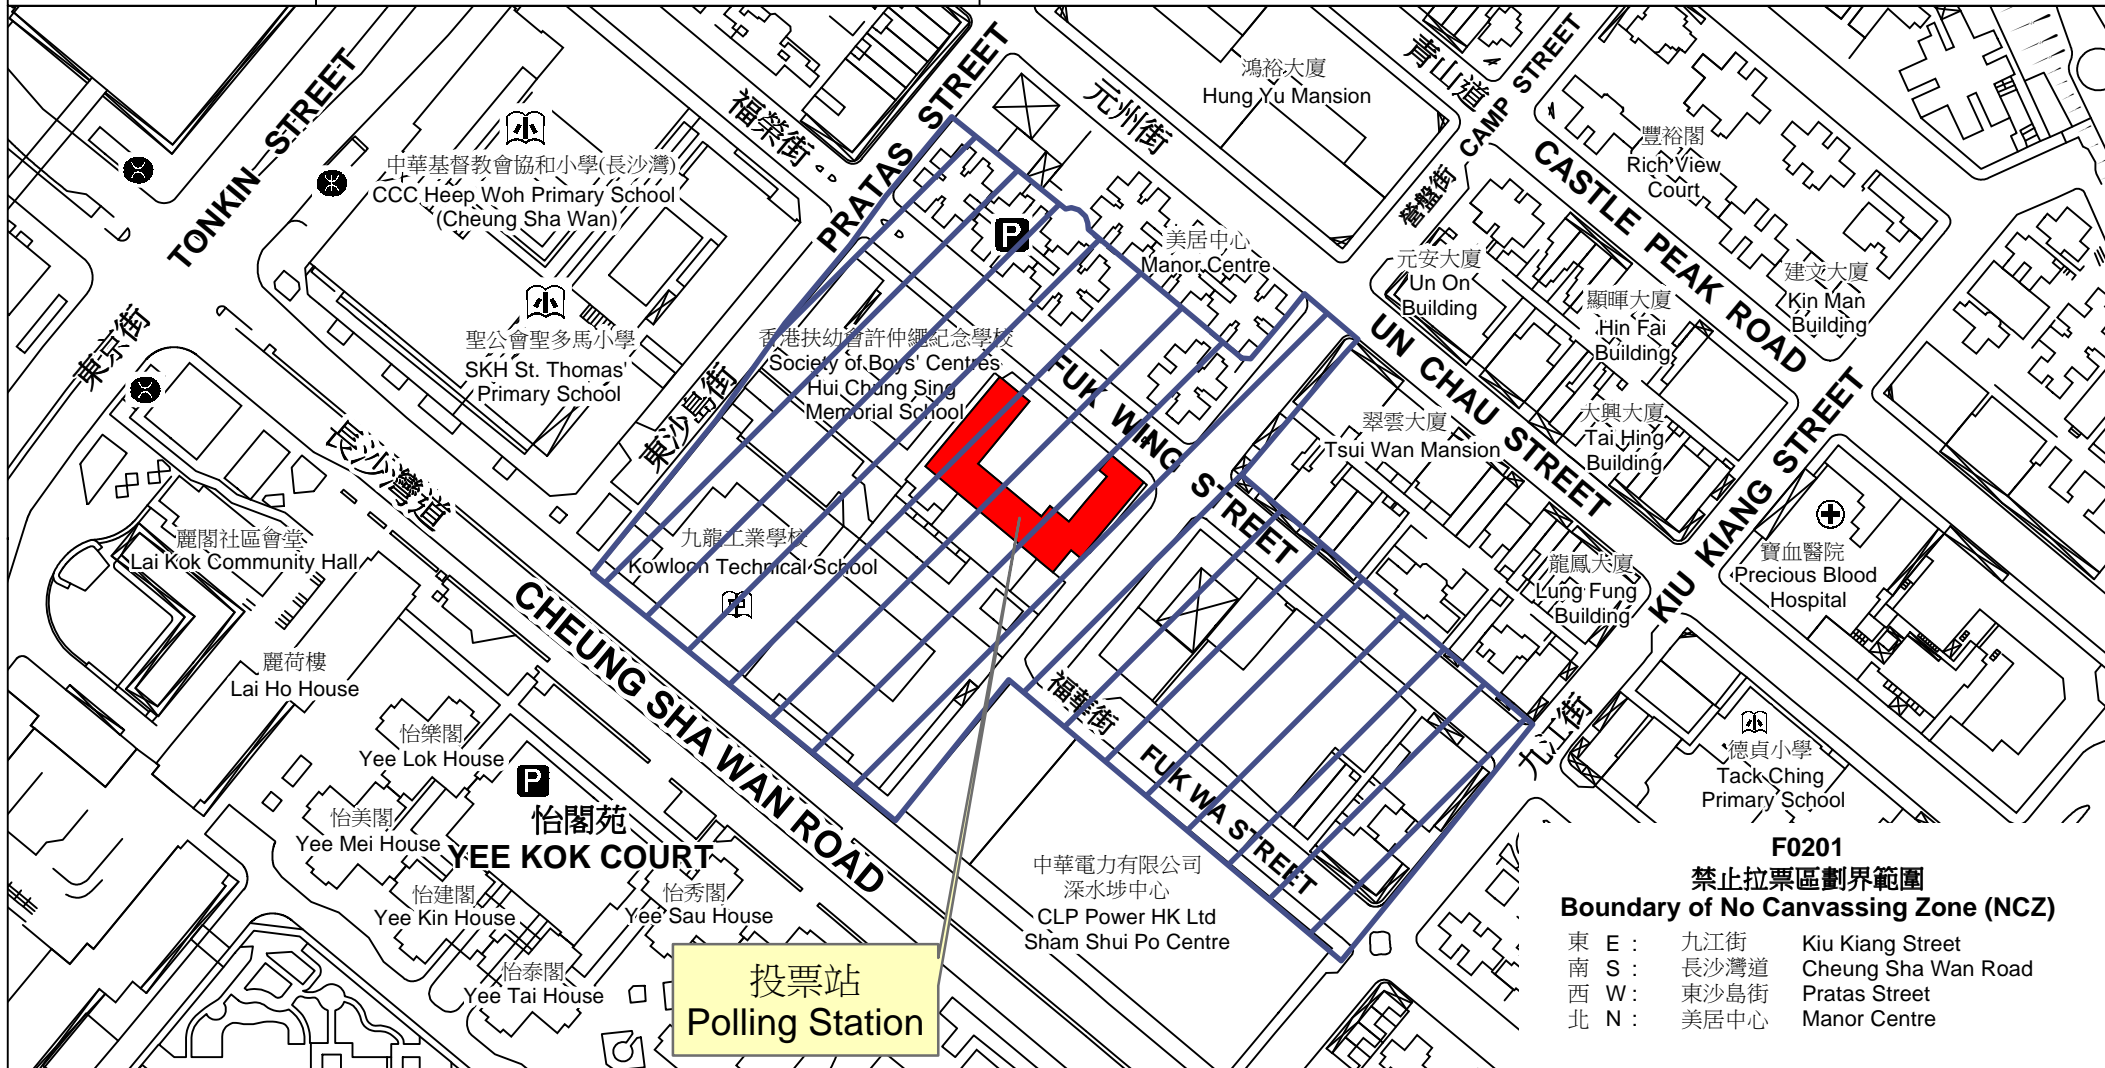 TONKIN STREET
PRATAS STREET
元州街
鴻裕大廈
Hung Yu Mansion
青山道
CAMP STREET
營盤街
福榮街
中華基督教會協和小學(長沙灣)
CCC Heep Woh Primary School
(Cheung Sha Wan)
豐裕閣
Rich View
Court
CASTLE PEAK ROAD
P
美居中心
Manor Centre
元安大廈
Un On
Building
顯暉大廈
Hin Fai
Building
建文大廈
Kin Man
Building
東京街
聖公會聖多馬小學
SKH St. Thomas'
Primary School
東沙島街
香港扶幼會許仲繩紀念學校
Society of Boys' Centres
Hui Chung Sing
Memorial School
FUK WING STREET
UN CHAU STREET
翠雲大廈
Tsui Wan Mansion
大興大廈
Tai Hing
Building
KIU KIANG STREET
長沙灣道
麗閣社區會堂
Lai Kok Community Hall
九龍工業學校
Kowloon Technical School
中
龍鳳大廈
Lung Fung
Building
寶血醫院
Precious Blood
Hospital
CHEUNG SHA WAN ROAD
麗荷樓
Lai Ho House
福華街
FUK WA STREET
九江街
小
德貞小學
Tack Ching
Primary School
怡樂閣
Yee Lok House
P
怡閣苑
YEE KOK COURT
怡美閣
Yee Mei House
怡建閣
Yee Kin House
怡秀閣
Yee Sau House
怡泰閣
Yee Tai House
中華電力有限公司
深水埗中心
CLP Power HK Ltd
Sham Shui Po Centre
投票站
Polling Station
F0201
禁止拉票區劃界範圍
Boundary of No Canvassing Zone (NCZ)
東 E : 九江街 Kiu Kiang Street
南 S : 長沙灣道 Cheung Sha Wan Road
西 W : 東沙島街 Pratas Street
北 N : 美居中心 Manor Centre